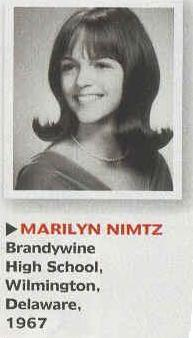 ▶MARILYN NIMTZ
Brandywine
High School,
Wilmington,
Delaware,
1967